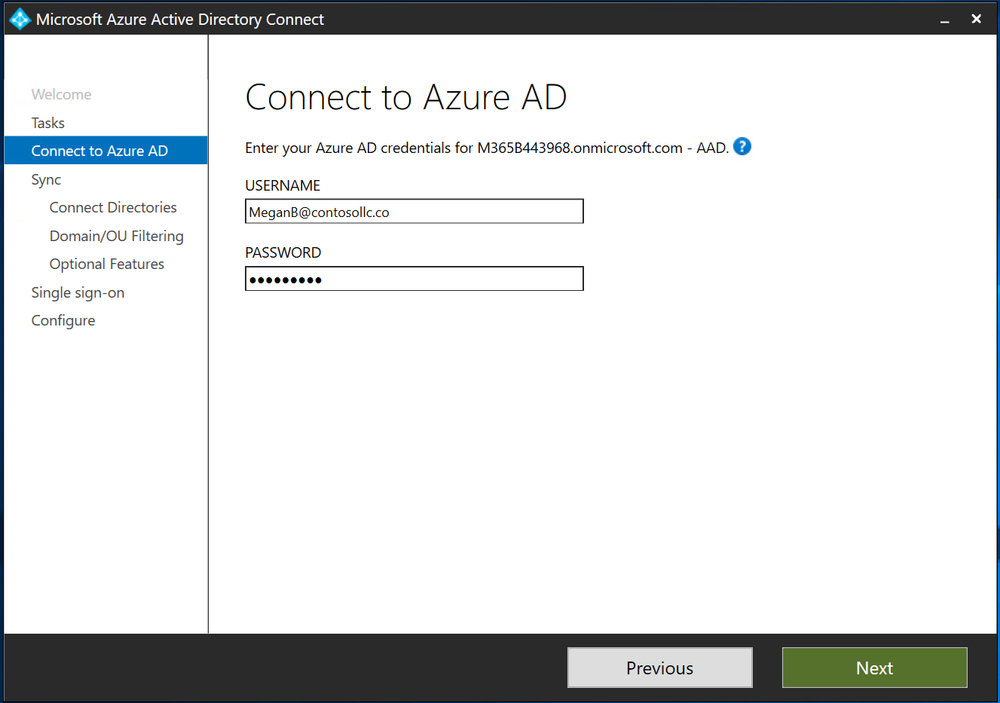 Microsoft Azure Active Directory Connect
Welcome
Tasks
Connect to Azure AD
Sync
Connect Directories
Domain/OU Filtering
Optional Features
Single sign-on
Configure
Connect to Azure AD
Enter your Azure AD credentials for M365B443968.onmicrosoft.com - AAD. ?
USERNAME
MeganB@contosollc.co
PASSWORD
●●●●●●●●●
Previous
Next